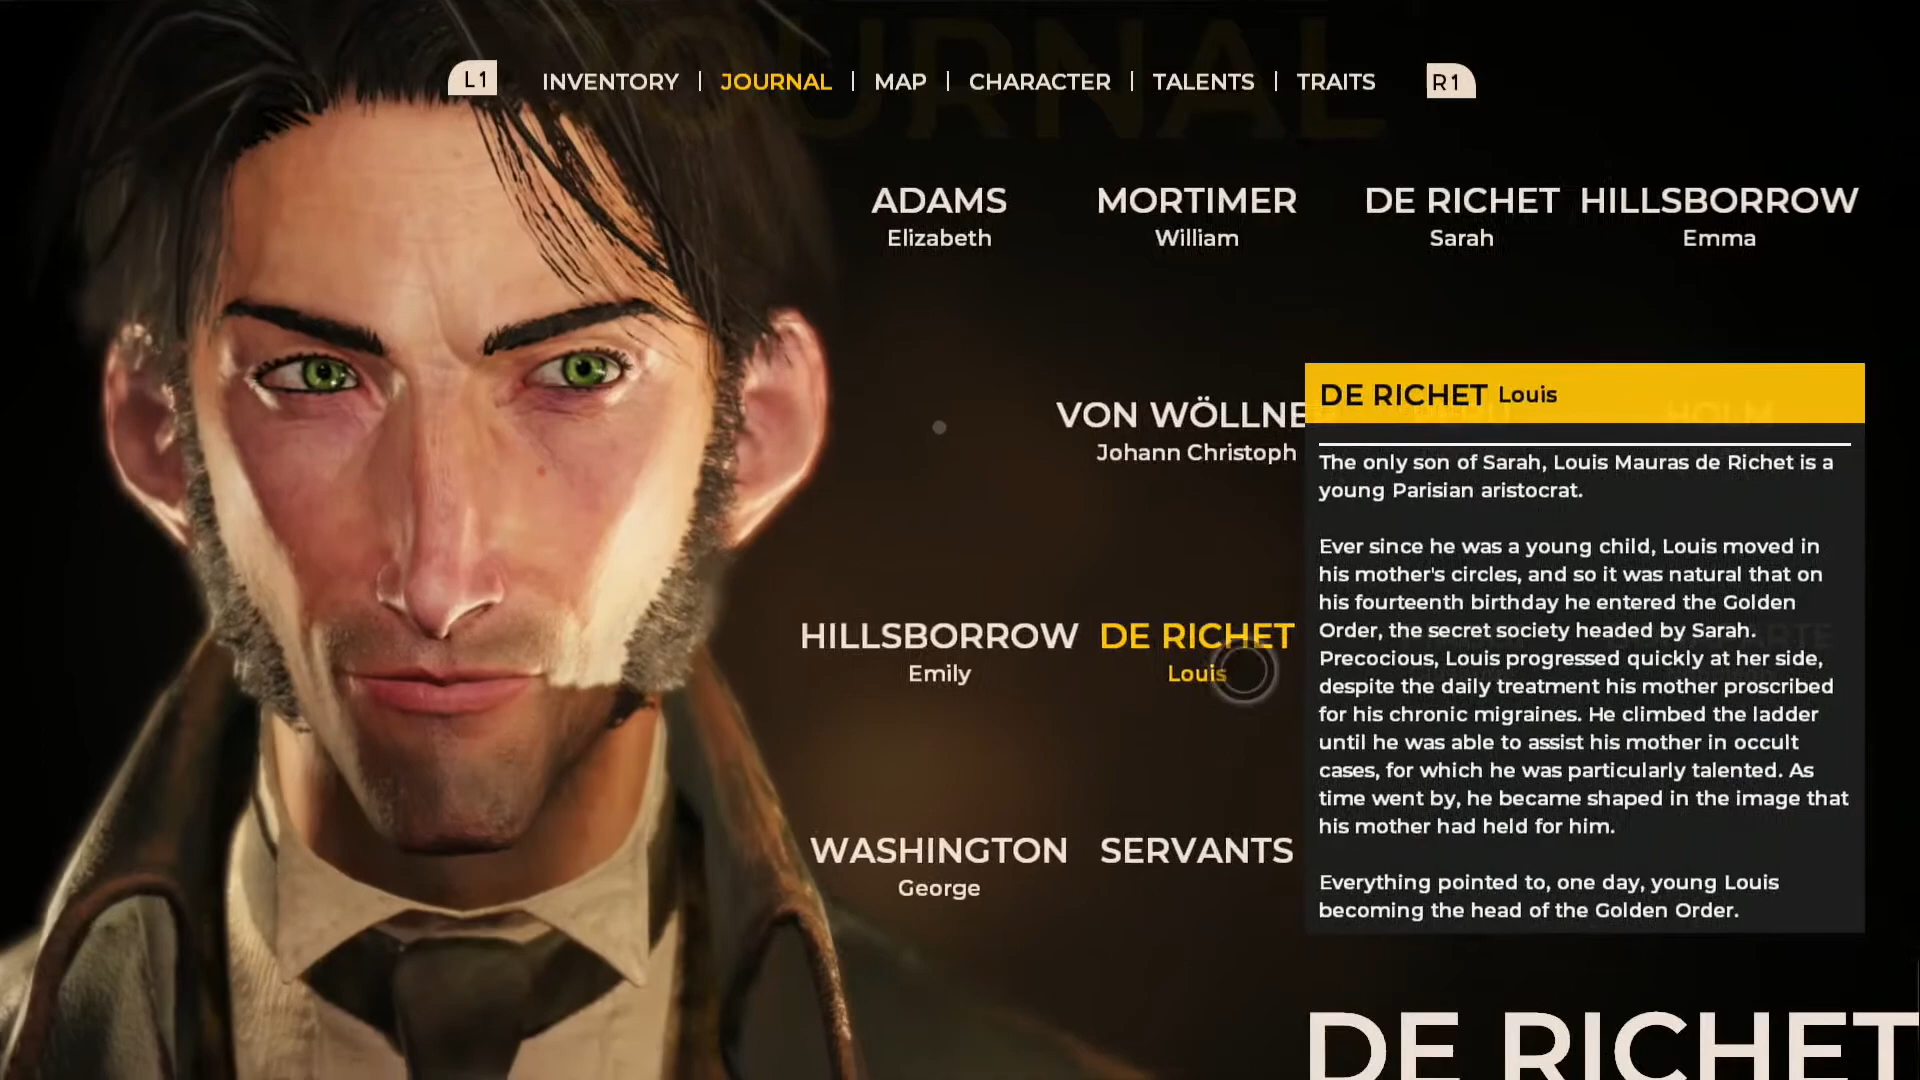 JOURNAL
L1 INVENTORY | JOURNAL | MAP | CHARACTER | TALENTS | TRAITS R1
ADAMS MORTIMER DE RICHET HILLSBORROW
Elizabeth William Sarah Emma
VON WÖLLNE HOLM
Johann Christoph
DE RICHET Louis
The only son of Sarah, Louis Mauras de Richet is a
young Parisian aristocrat.
Ever since he was a young child, Louis moved in
his mother's circles, and so it was natural that on
his fourteenth birthday he entered the Golden
Order, the secret society headed by Sarah.
Precocious, Louis progressed quickly at her side,
despite the daily treatment his mother proscribed
for his chronic migraines. He climbed the ladder
until he was able to assist his mother in occult
cases, for which he was particularly talented. As
time went by, he became shaped in the image that
his mother had held for him.
Everything pointed to, one day, young Louis
becoming the head of the Golden Order.
HILLSBORROW DE RICHET
Emily Louis
WASHINGTON SERVANTS
George
DE RICHET